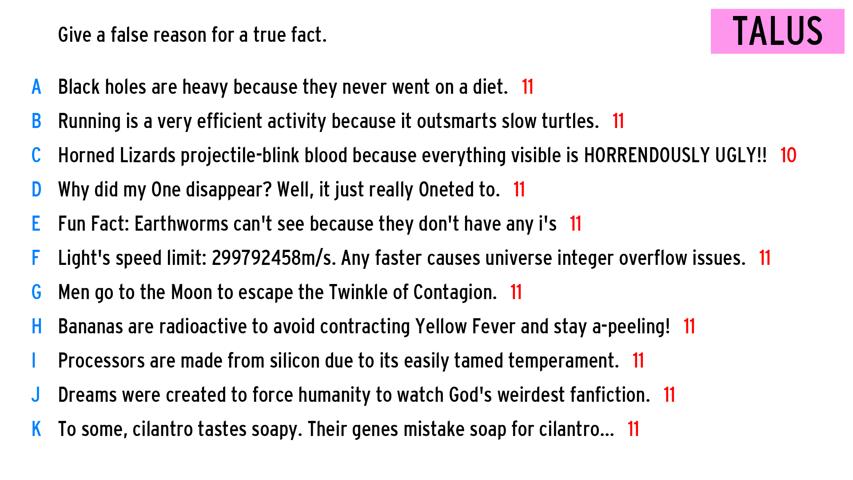 Give a false reason for a true fact.
TALUS
A Black holes are heavy because they never went on a diet. 11
B Running is a very efficient activity because it outsmarts slow turtles. 11
C Horned Lizards projectile-blink blood because everything visible is HORRENDOUSLY UGLY!! 10
D Why did my One disappear? Well, it just really Oneted to. 11
E Fun Fact: Earthworms can't see because they don't have any i's 11
F Light's speed limit: 299792458m/s. Any faster causes universe integer overflow issues. 11
G Men go to the Moon to escape the Twinkle of Contagion. 11
H Bananas are radioactive to avoid contracting Yellow Fever and stay a-peeling! 11
I Processors are made from silicon due to its easily tamed temperament. 11
J Dreams were created to force humanity to watch God's weirdest fanfiction. 11
K To some, cilantro tastes soapy. Their genes mistake soap for cilantro... 11